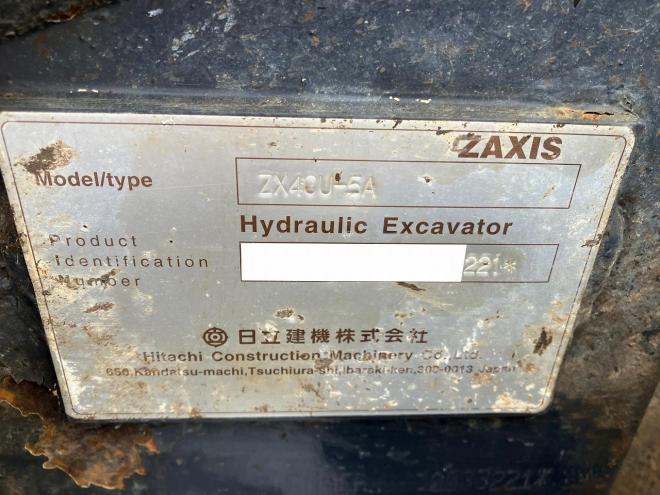 ZAXIS
Model/type ZX40U-5A
Hydraulic Excavator
Product
Identification
Number
221*
日立建機株式会社
Hitachi Construction Machinery Co., Ltd.
650, Kandatsu-machi, Tsuchiura-shi, Ibaraki-ken, 300-0013 Japan